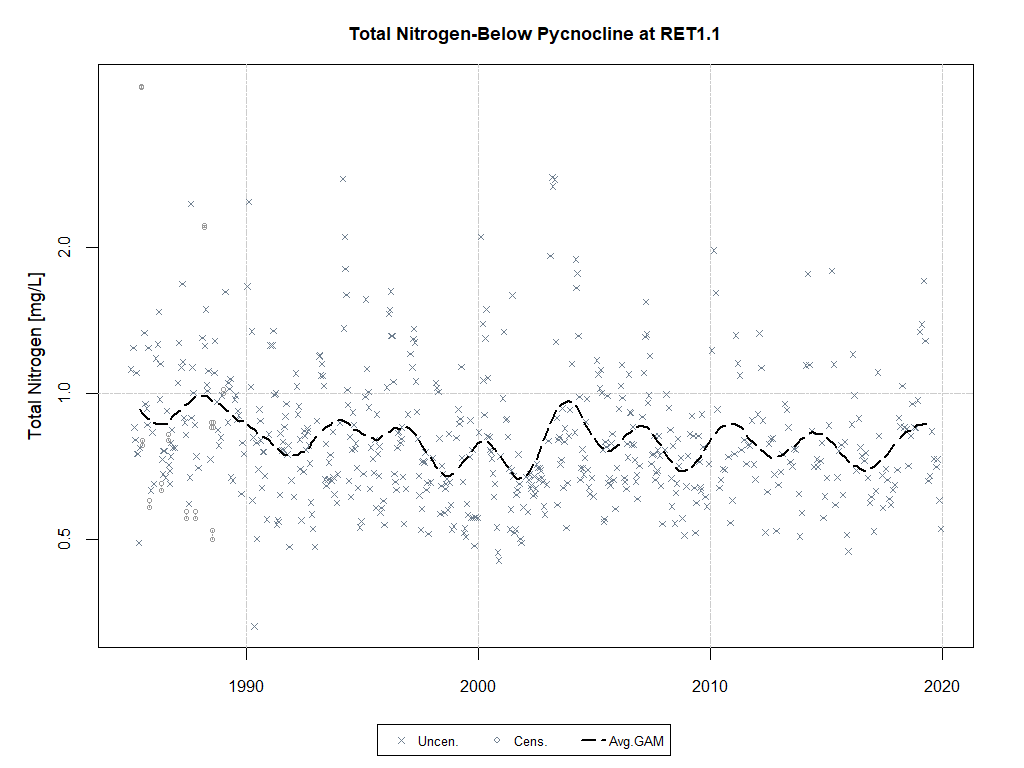 Total Nitrogen-Below Pycnocline at RET1.1
Total Nitrogen [mg/L]
2.0
1.0
0.5
1990 2000 2010 2020
Uncen. Cens. Avg.GAM